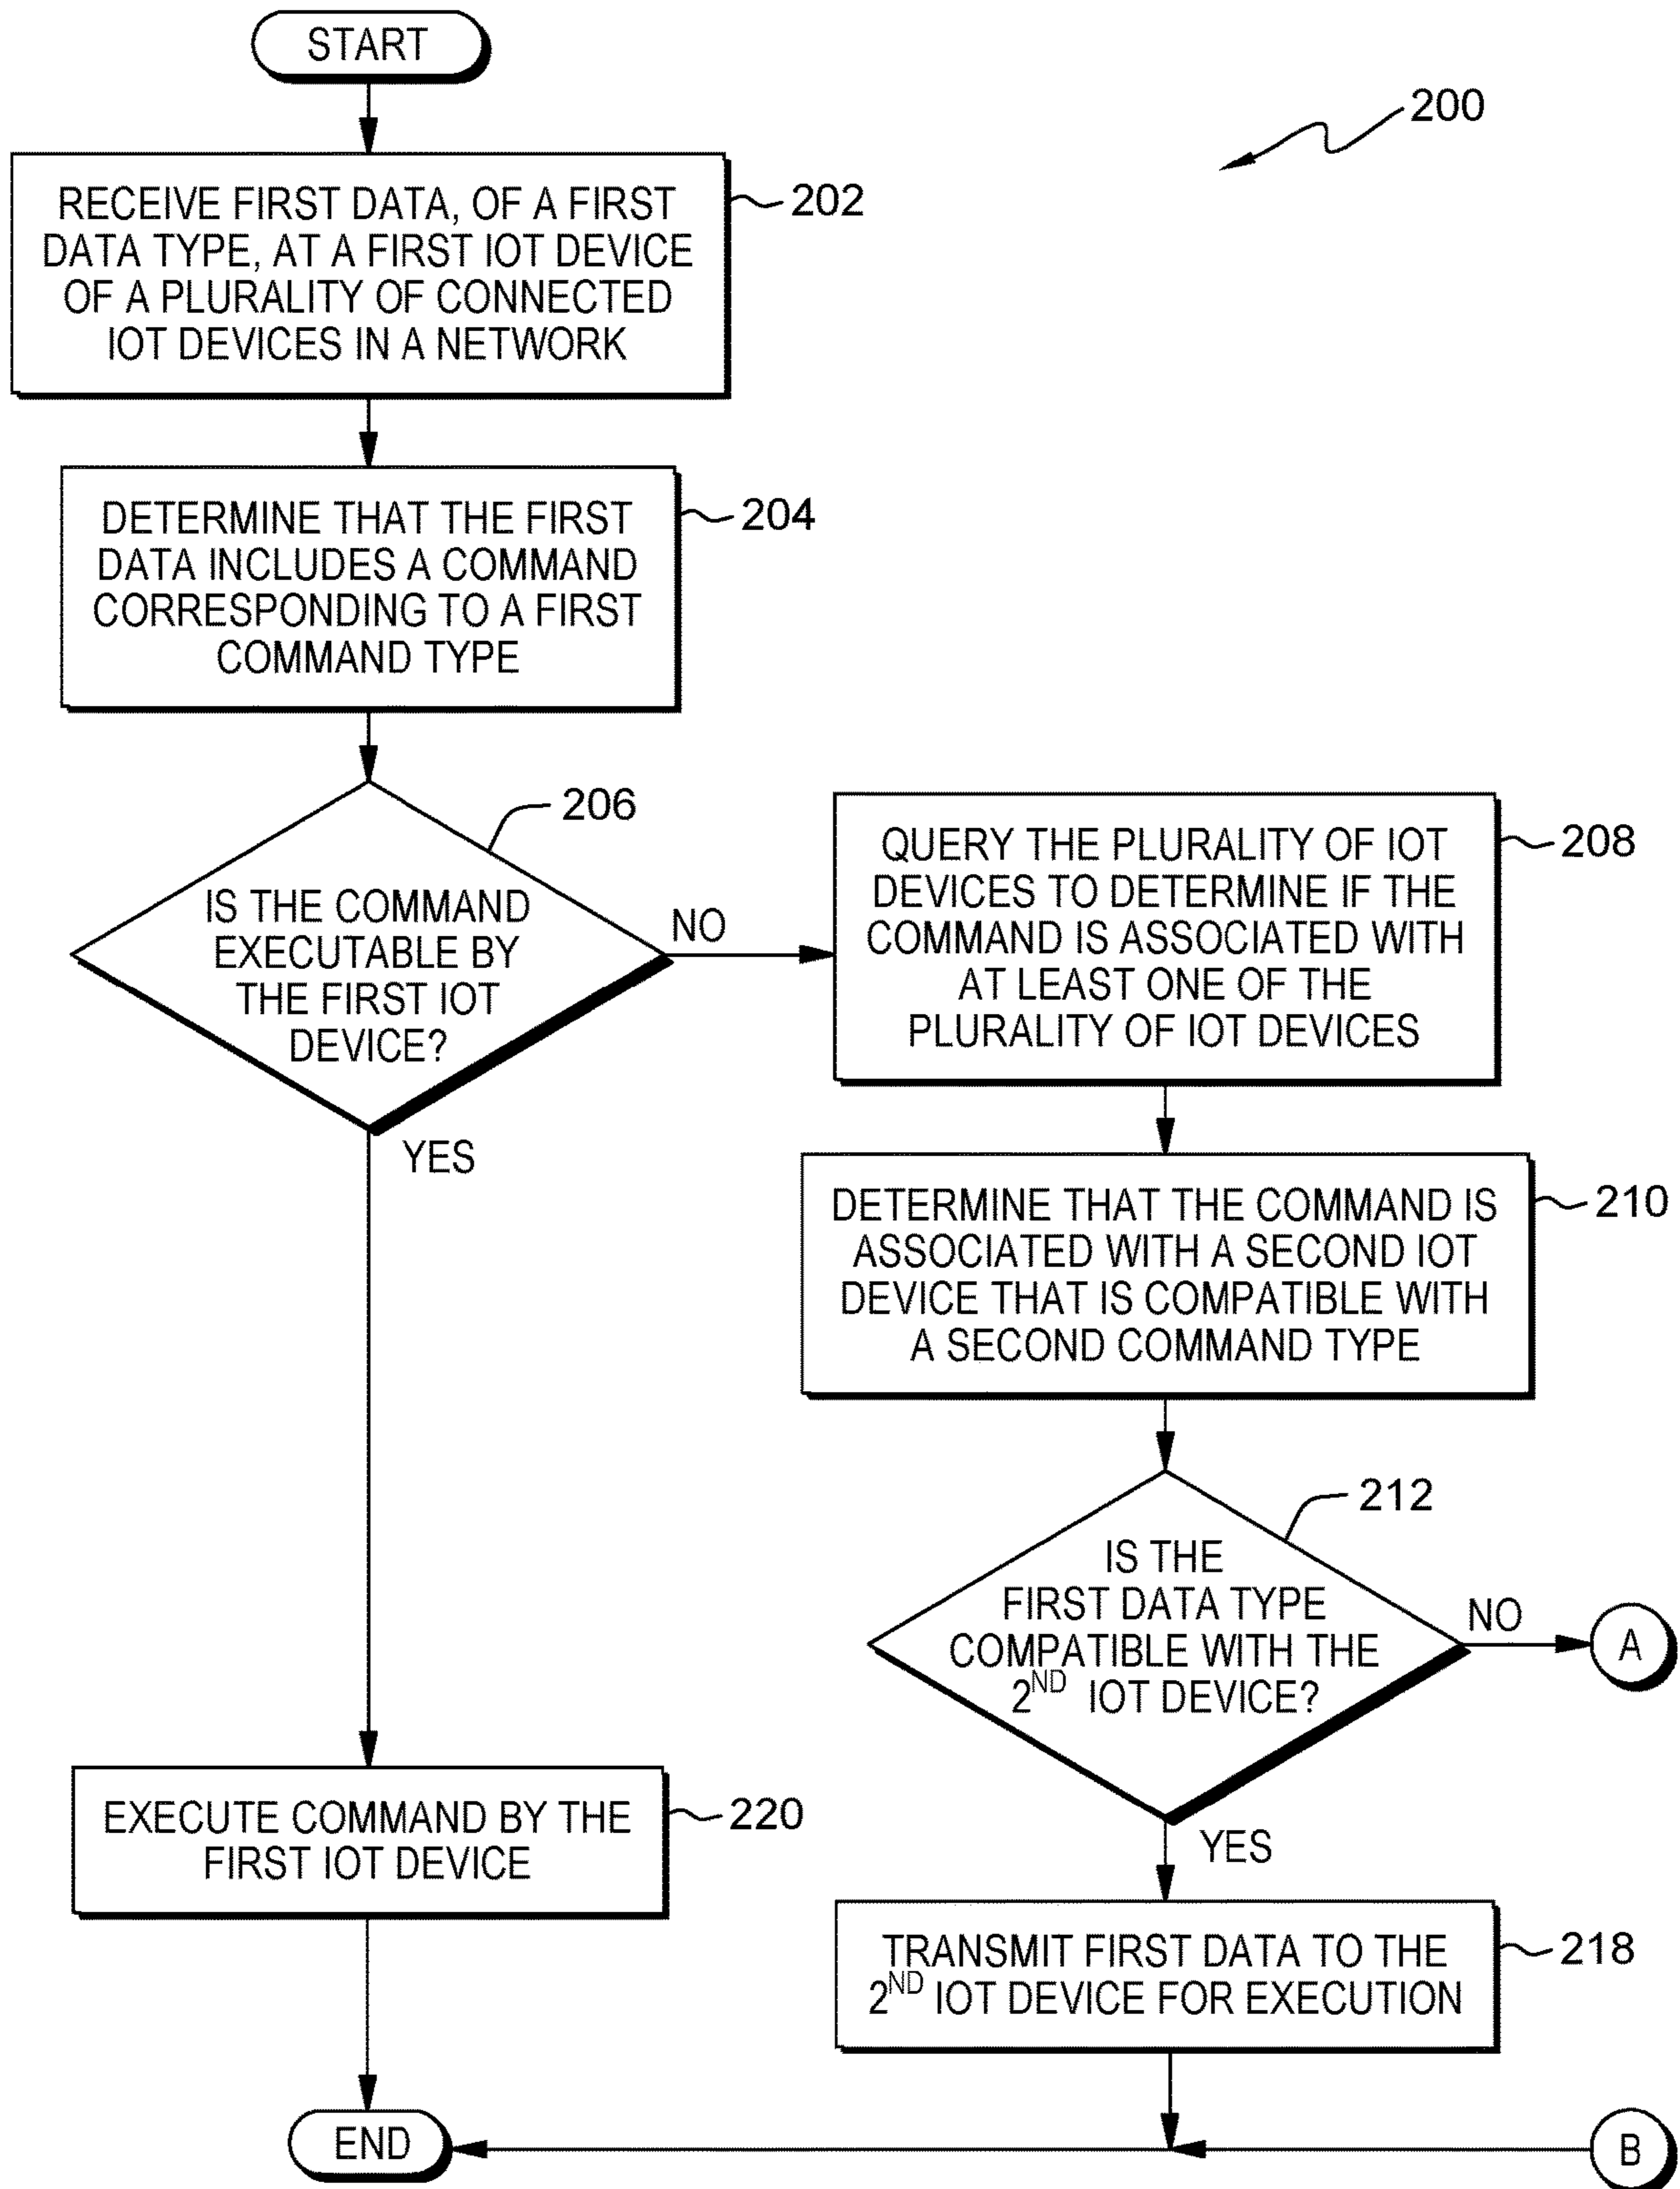 START
200
RECEIVE FIRST DATA, OF A FIRST
DATA TYPE, AT A FIRST IOT DEVICE
OF A PLURALITY OF CONNECTED
IOT DEVICES IN A NETWORK
202
DETERMINE THAT THE FIRST
DATA INCLUDES A COMMAND
CORRESPONDING TO A FIRST
COMMAND TYPE
204
IS THE COMMAND
EXECUTABLE BY
THE FIRST IOT
DEVICE?
206
NO
YES
QUERY THE PLURALITY OF IOT
DEVICES TO DETERMINE IF THE
COMMAND IS ASSOCIATED WITH
AT LEAST ONE OF THE
PLURALITY OF IOT DEVICES
208
DETERMINE THAT THE COMMAND IS
ASSOCIATED WITH A SECOND IOT
DEVICE THAT IS COMPATIBLE WITH
A SECOND COMMAND TYPE
210
IS THE
FIRST DATA TYPE
COMPATIBLE WITH THE
2ND IOT DEVICE?
212
NO
A
YES
EXECUTE COMMAND BY THE
FIRST IOT DEVICE
220
TRANSMIT FIRST DATA TO THE
2ND IOT DEVICE FOR EXECUTION
218
END
B